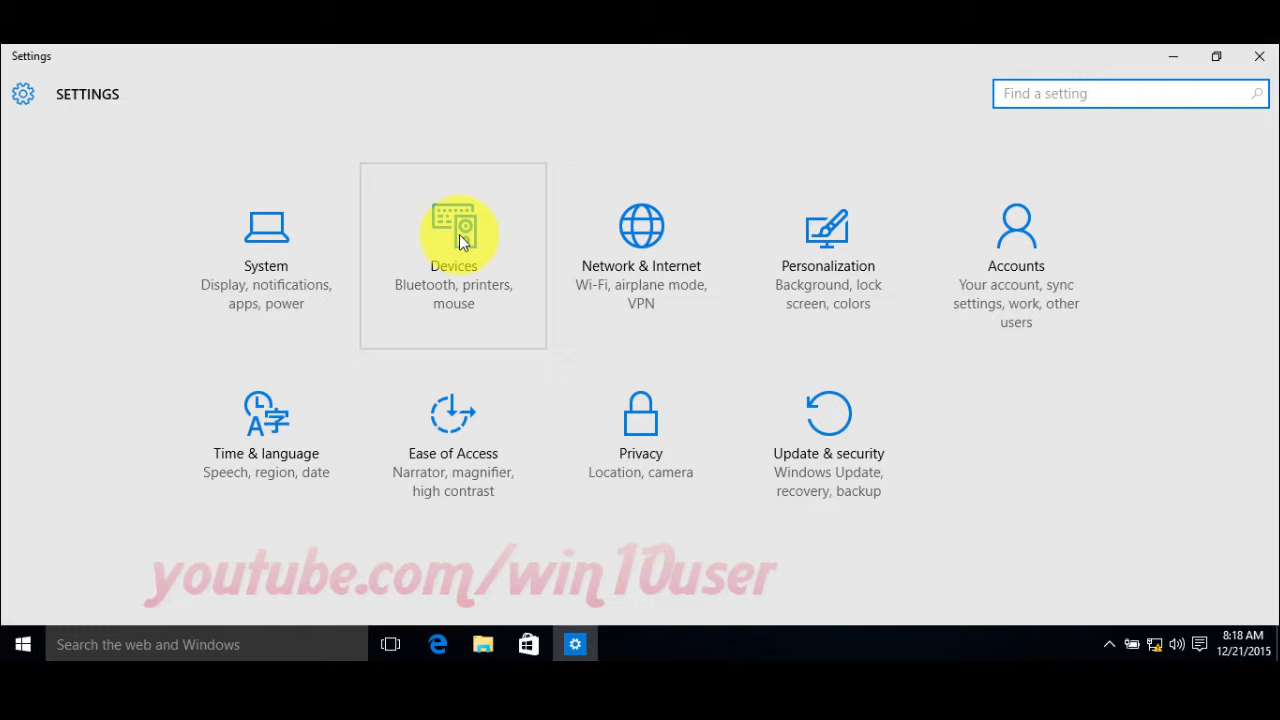 Settings
SETTINGS
Find a setting
System
Display, notifications,
apps, power
Devices
Bluetooth, printers,
mouse
Network & Internet
Wi-Fi, airplane mode,
VPN
Personalization
Background, lock
screen, colors
Accounts
Your account, sync
settings, work, other
users
Time & language
Speech, region, date
Ease of Access
Narrator, magnifier,
high contrast
Privacy
Location, camera
Update & security
Windows Update,
recovery, backup
youtube.com/win10user
Search the web and Windows
8:18 AM
12/21/2015